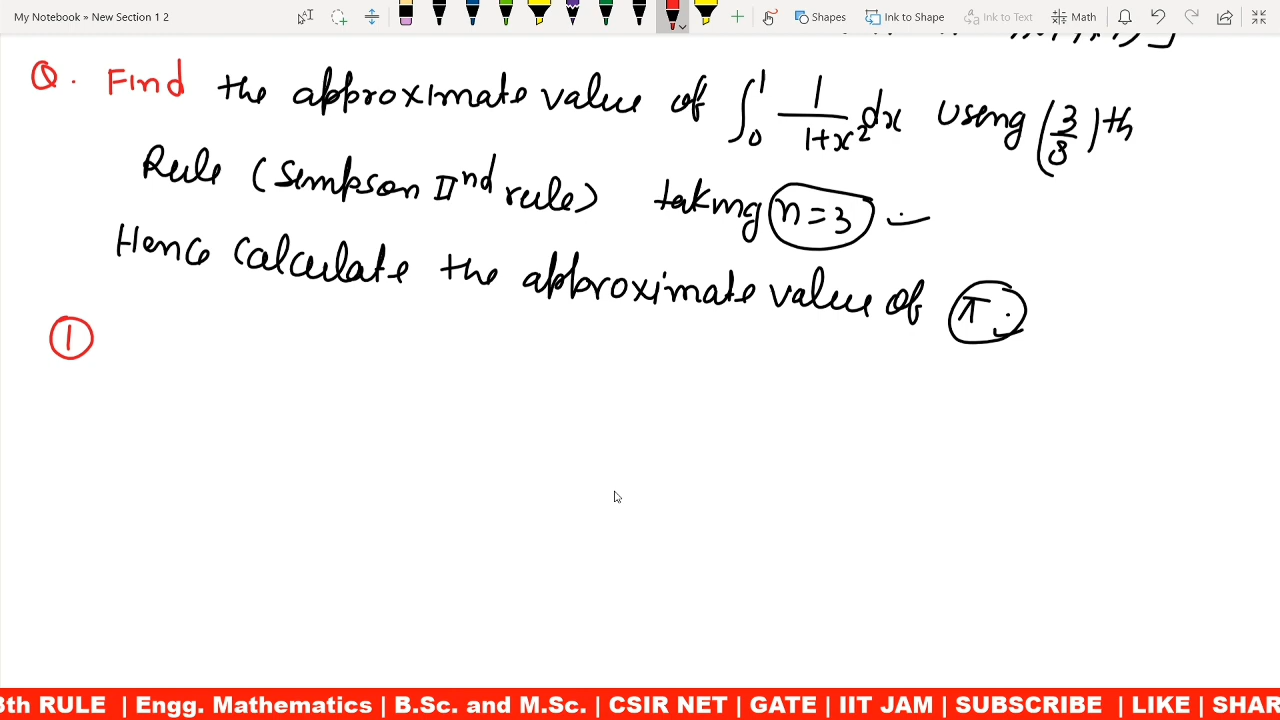 My Notebook » New Section 1 2
Shapes Ink to Shape Ink to Text Math
Q. Find the approximate value of ∫₀¹ 1/(1+x²) dx using (3/8)th
Rule (Simpson IInd rule) taking n=3
Hence calculate the approximate value of π.
1
8th RULE | Engg. Mathematics | B.Sc. and M.Sc. | CSIR NET | GATE | IIT JAM | SUBSCRIBE | LIKE | SHAR